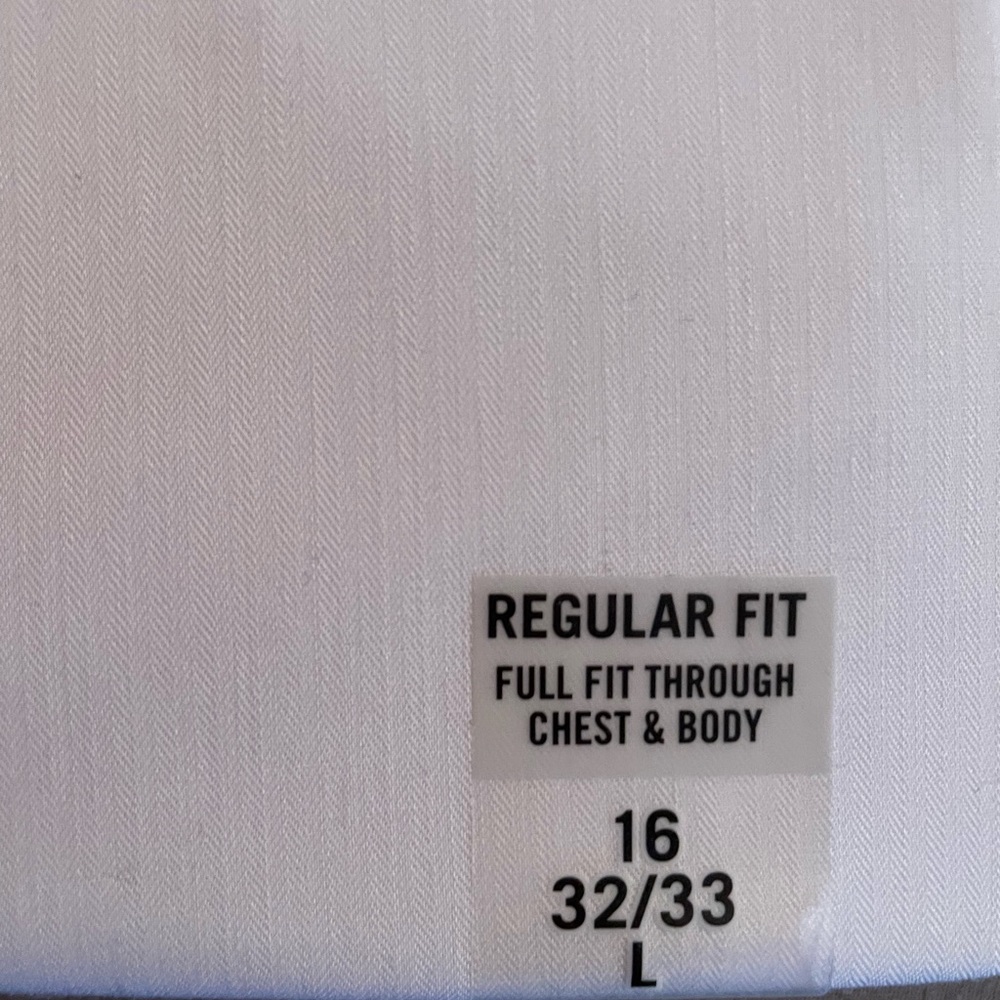 REGULAR FIT
FULL FIT THROUGH
CHEST & BODY
16
32/33
L